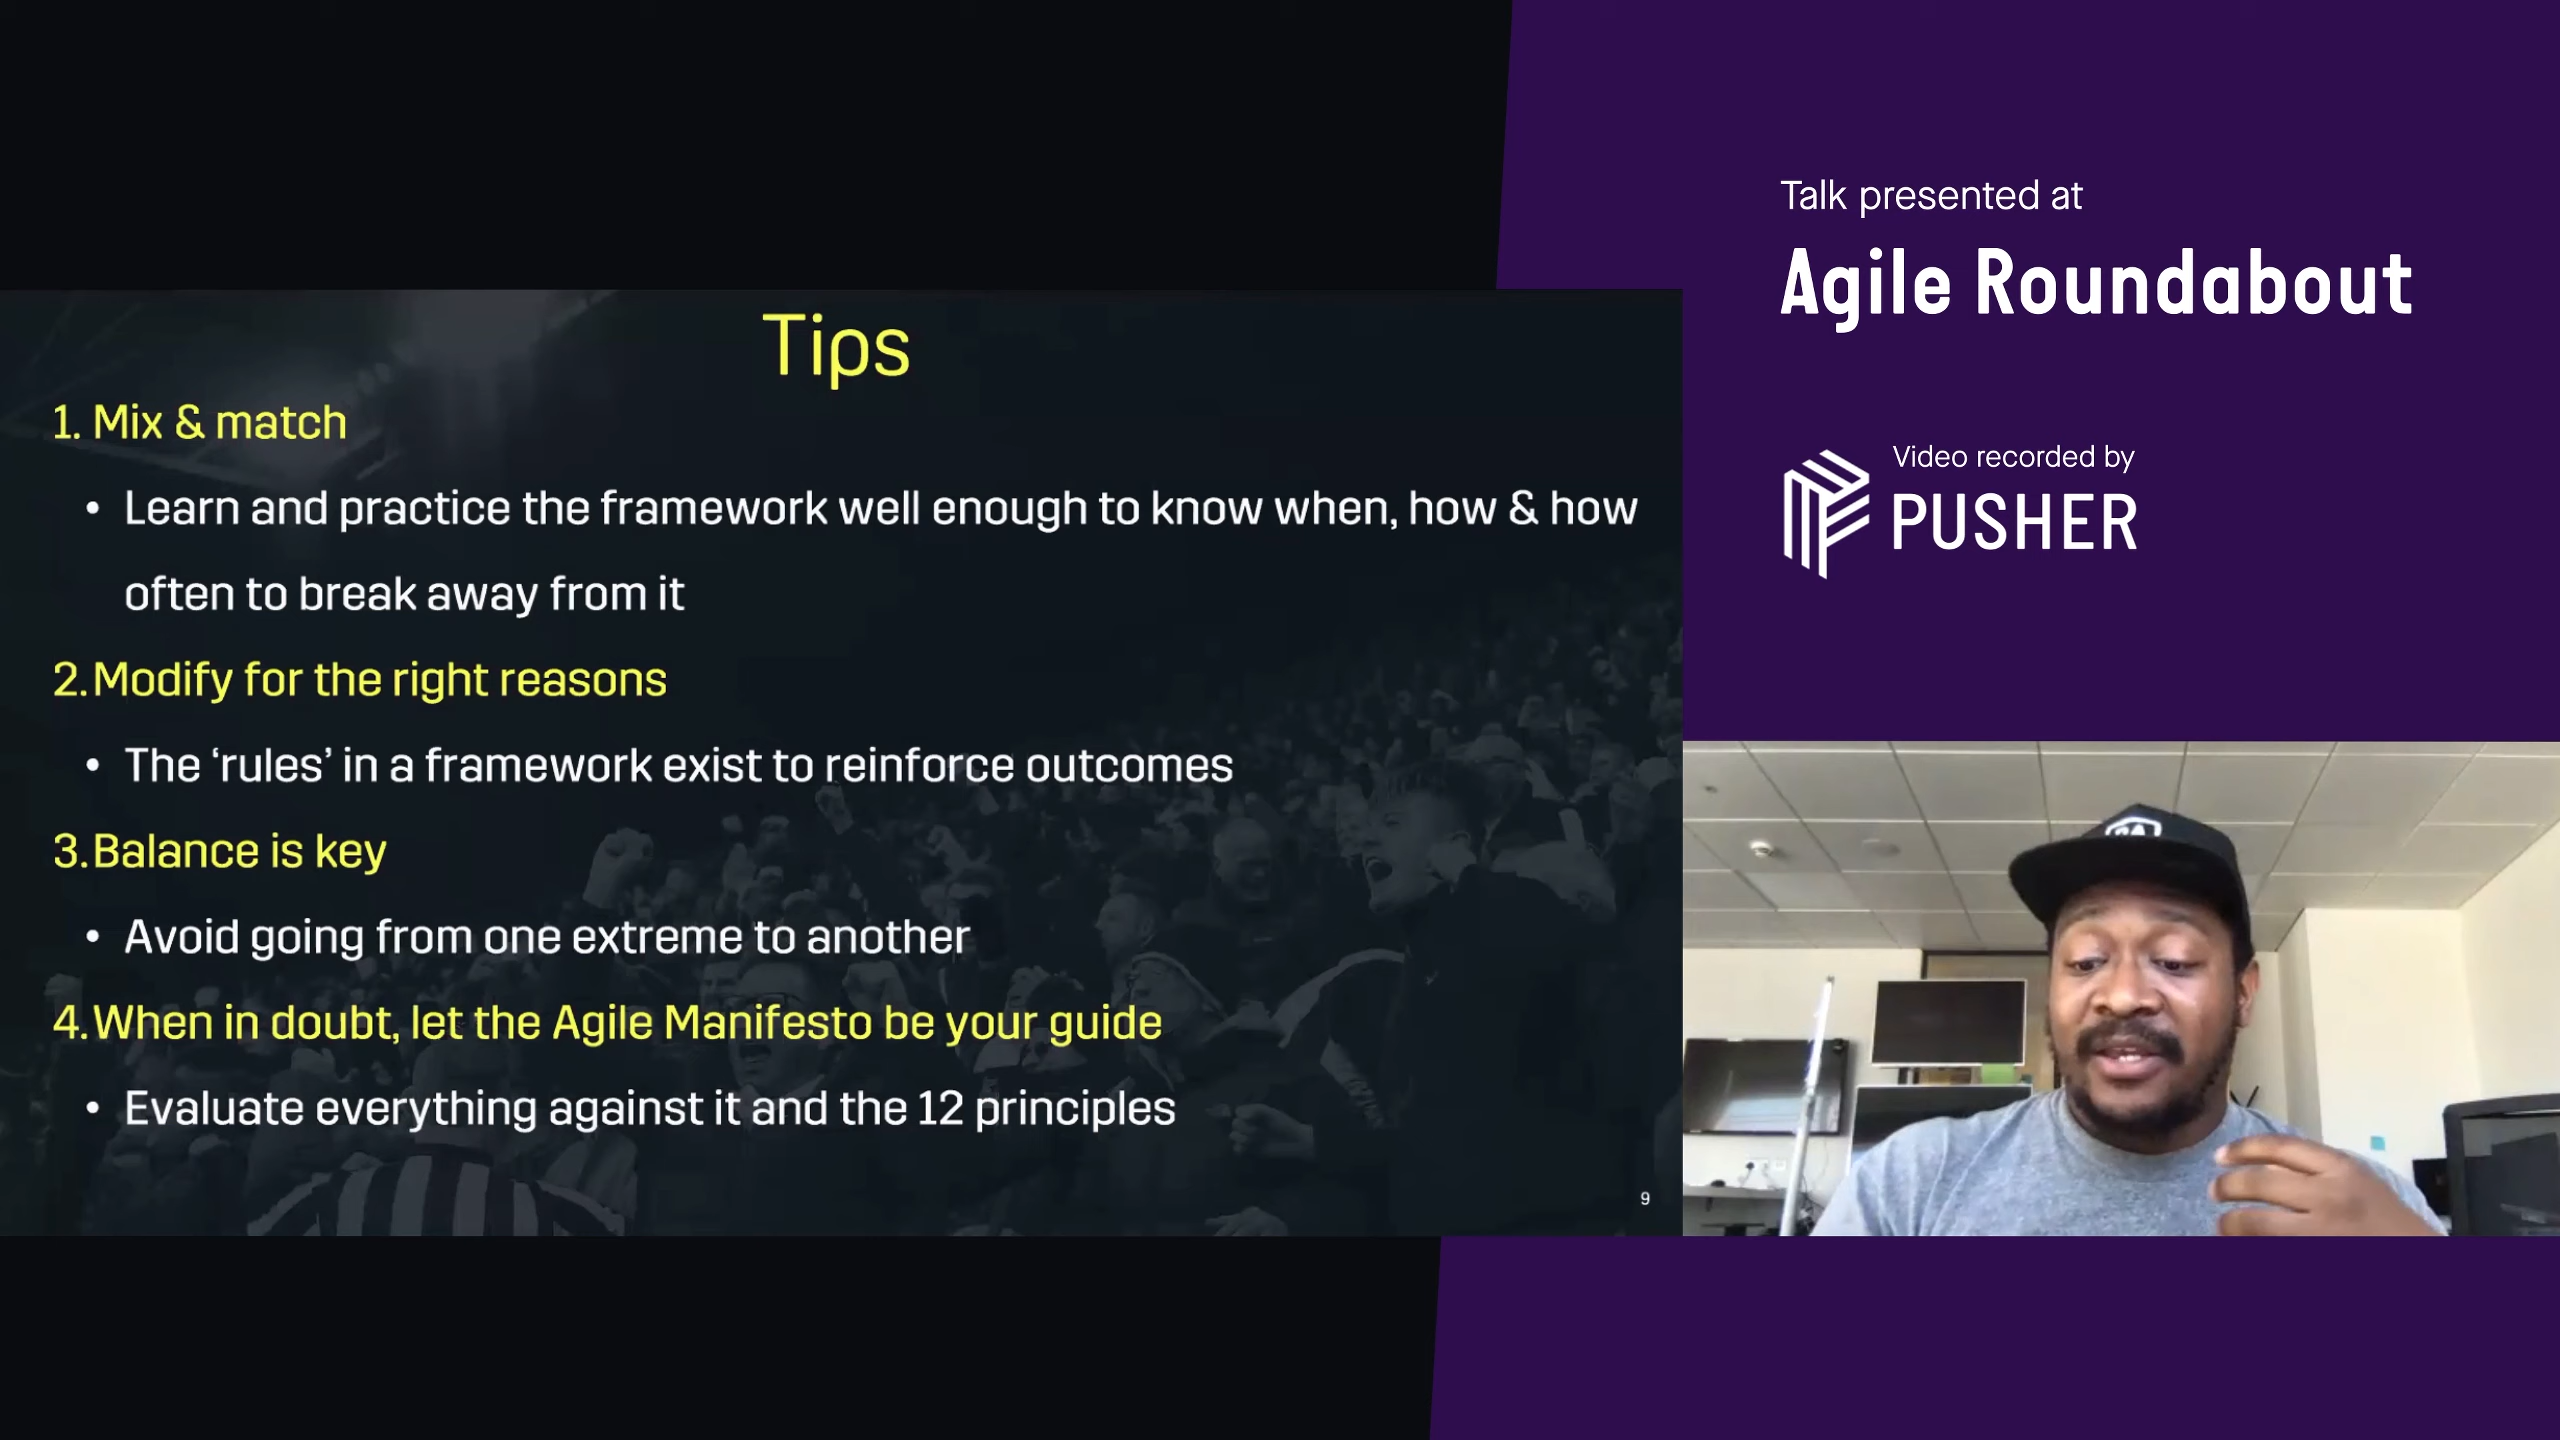 Tips
1. Mix & match
• Learn and practice the framework well enough to know when, how & how
often to break away from it
2. Modify for the right reasons
• The ‘rules’ in a framework exist to reinforce outcomes
3. Balance is key
• Avoid going from one extreme to another
4. When in doubt, let the Agile Manifesto be your guide
• Evaluate everything against it and the 12 principles
9
Talk presented at
Agile Roundabout
Video recorded by
PUSHER